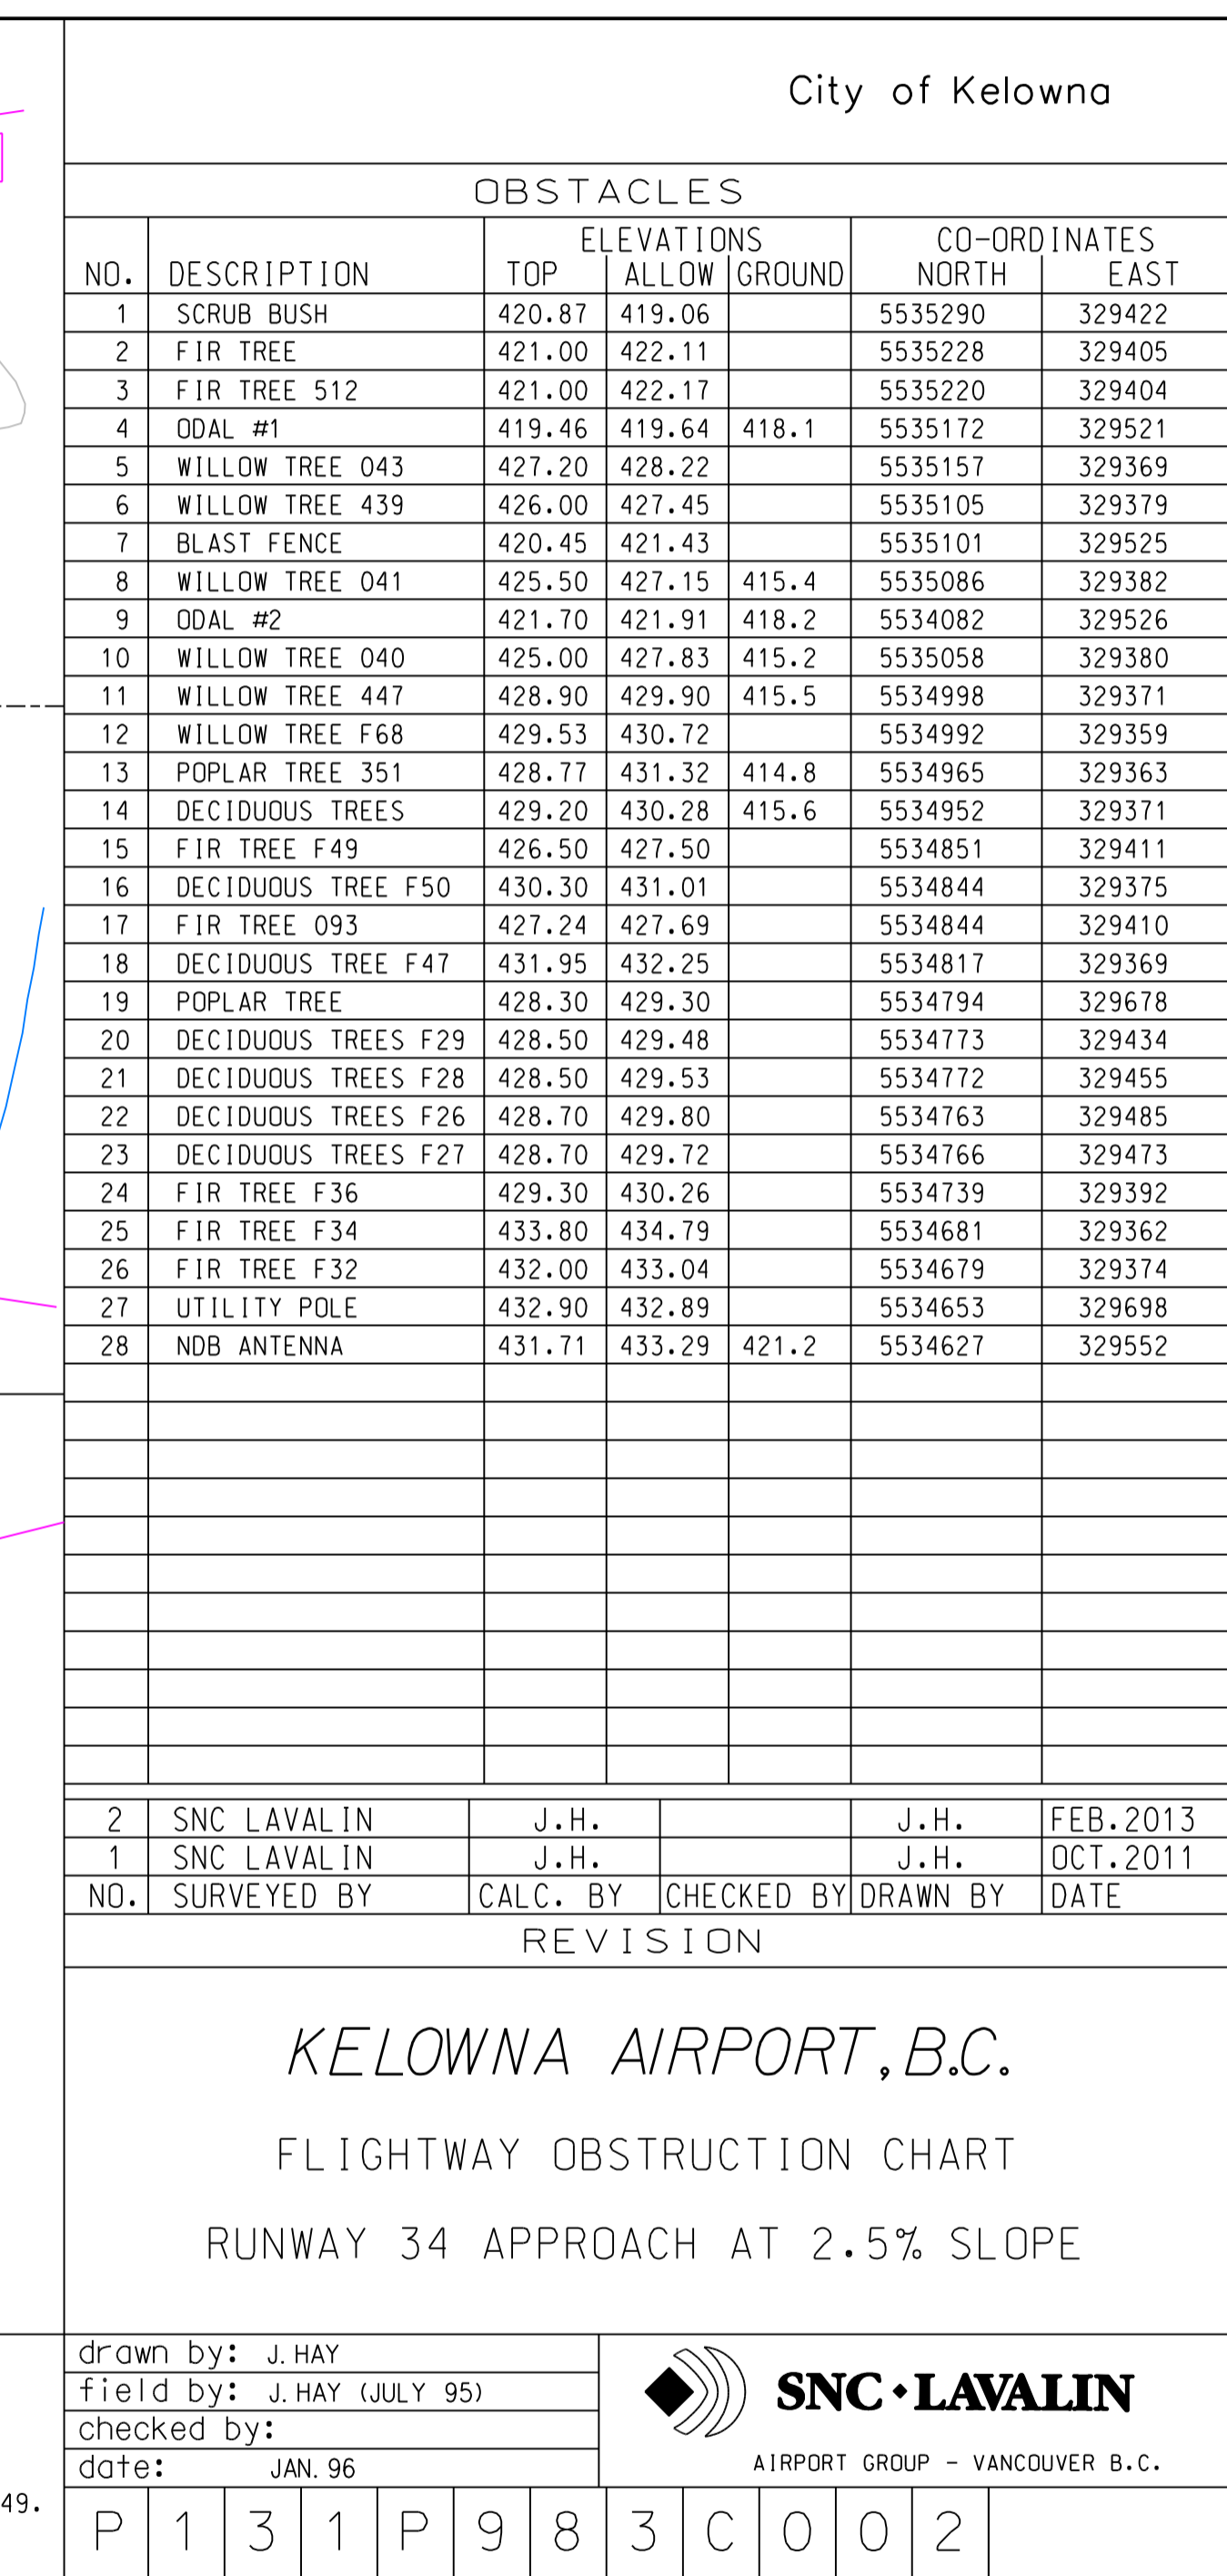 City of Kelowna
OBSTACLES
ELEVATIONS CO-ORDINATES
NO. DESCRIPTION TOP ALLOW GROUND NORTH EAST
1 SCRUB BUSH 420.87 419.06 5535290 329422
2 FIR TREE 421.00 422.11 5535228 329405
3 FIR TREE 512 421.00 422.17 5535220 329404
4 ODAL #1 419.46 419.64 418.1 5535172 329521
5 WILLOW TREE 043 427.20 428.22 5535157 329369
6 WILLOW TREE 439 426.00 427.45 5535105 329379
7 BLAST FENCE 420.45 421.43 5535101 329525
8 WILLOW TREE 041 425.50 427.15 415.4 5535086 329382
9 ODAL #2 421.70 421.91 418.2 5534082 329526
10 WILLOW TREE 040 425.00 427.83 415.2 5535058 329380
11 WILLOW TREE 447 428.90 429.90 415.5 5534998 329371
12 WILLOW TREE F68 429.53 430.72 5534992 329359
13 POPLAR TREE 351 428.77 431.32 414.8 5534965 329363
14 DECIDUOUS TREES 429.20 430.28 415.6 5534952 329371
15 FIR TREE F49 426.50 427.50 5534851 329411
16 DECIDUOUS TREE F50 430.30 431.01 5534844 329375
17 FIR TREE 093 427.24 427.69 5534844 329410
18 DECIDUOUS TREE F47 431.95 432.25 5534817 329369
19 POPLAR TREE 428.30 429.30 5534794 329678
20 DECIDUOUS TREES F29 428.50 429.48 5534773 329434
21 DECIDUOUS TREES F28 428.50 429.53 5534772 329455
22 DECIDUOUS TREES F26 428.70 429.80 5534763 329485
23 DECIDUOUS TREES F27 428.70 429.72 5534766 329473
24 FIR TREE F36 429.30 430.26 5534739 329392
25 FIR TREE F34 433.80 434.79 5534681 329362
26 FIR TREE F32 432.00 433.04 5534679 329374
27 UTILITY POLE 432.90 432.89 5534653 329698
28 NDB ANTENNA 431.71 433.29 421.2 5534627 329552
2 SNC LAVALIN J.H. J.H. FEB.2013
1 SNC LAVALIN J.H. J.H. OCT.2011
NO. SURVEYED BY CALC. BY CHECKED BY DRAWN BY DATE
REVISION
KELOWNA AIRPORT, B.C.
FLIGHTWAY OBSTRUCTION CHART
RUNWAY 34 APPROACH AT 2.5% SLOPE
drawn by: J. HAY
field by: J. HAY (JULY 95)
checked by:
date: JAN. 96
SNC·LAVALIN
AIRPORT GROUP - VANCOUVER B.C.
49.
P 1 3 1 P 9 8 3 C 0 0 2